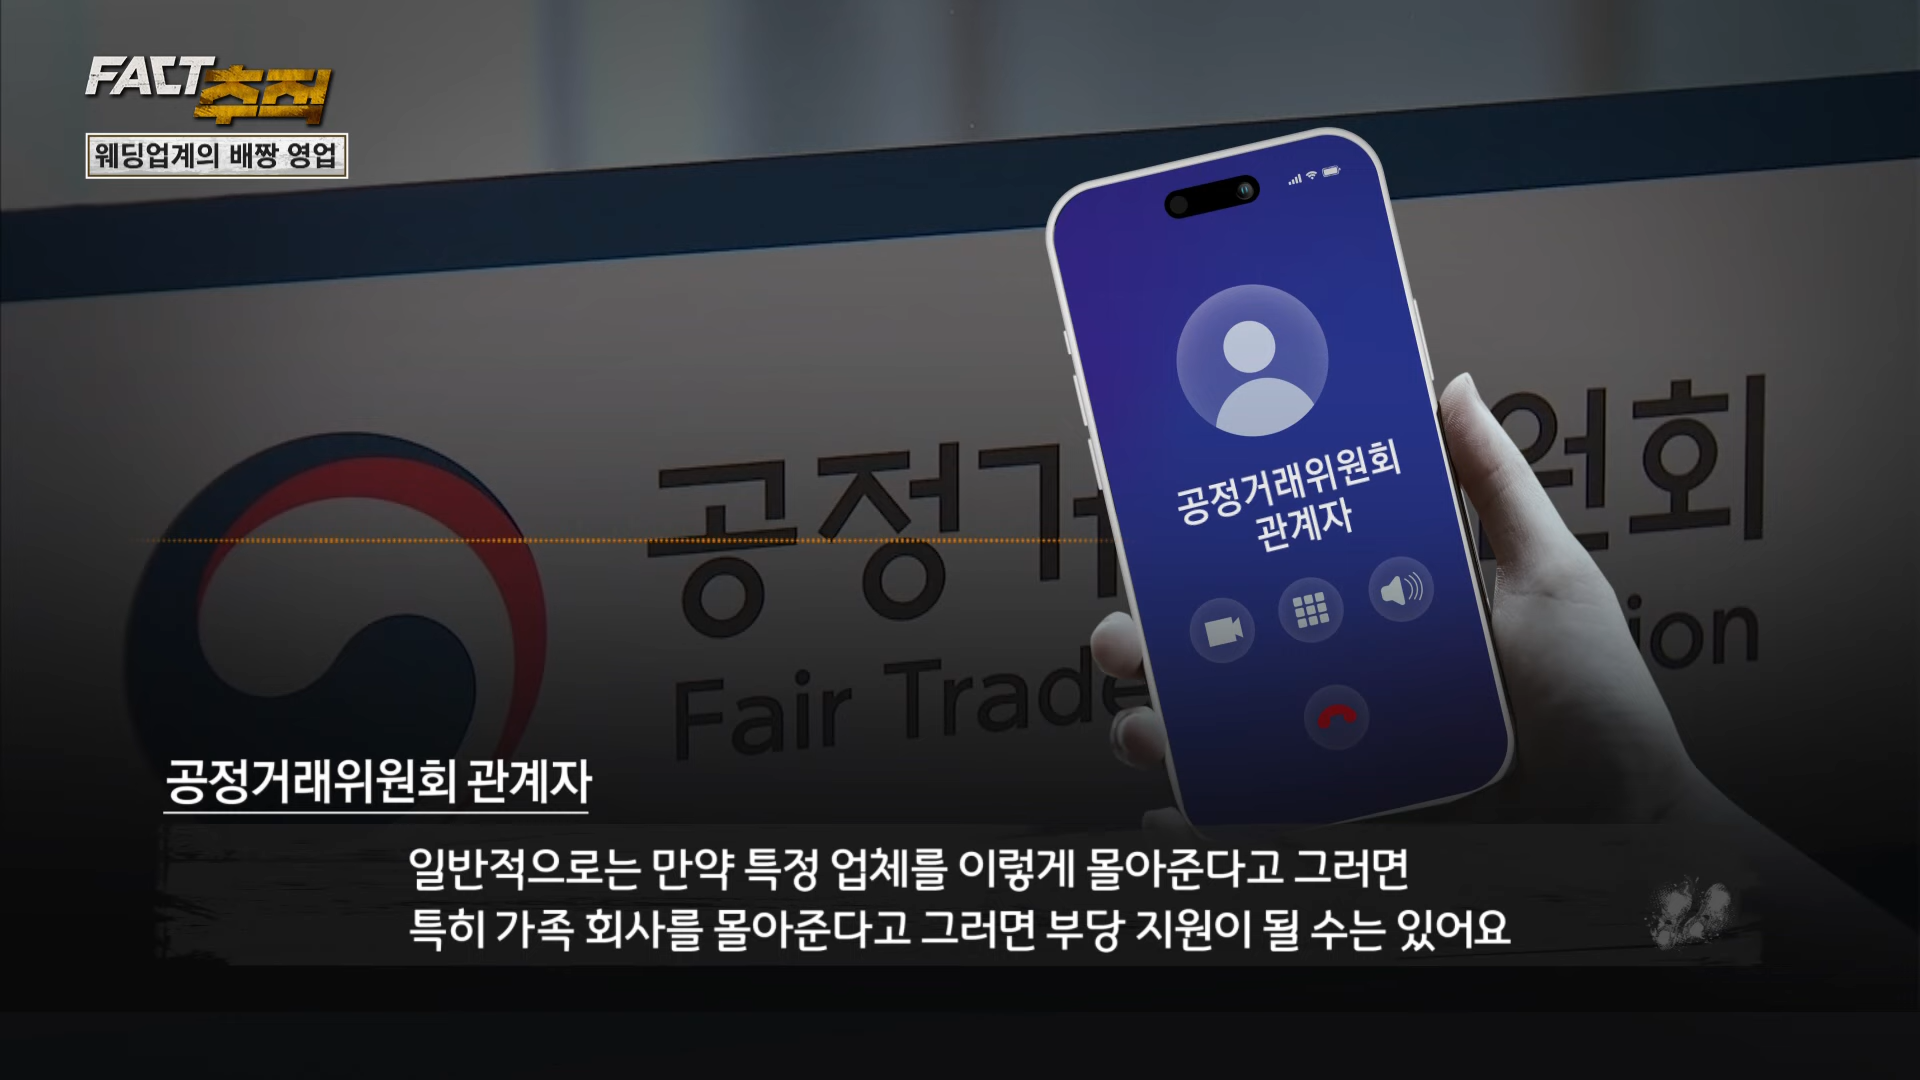 FACT추적
웨딩업계의 배짱 영업
공정거래위원회
관계자
공정거 원회
Fair Trade ion
공정거래위원회 관계자
일반적으로는 만약 특정 업체를 이렇게 몰아준다고 그러면
특히 가족 회사를 몰아준다고 그러면 부당 지원이 될 수는 있어요